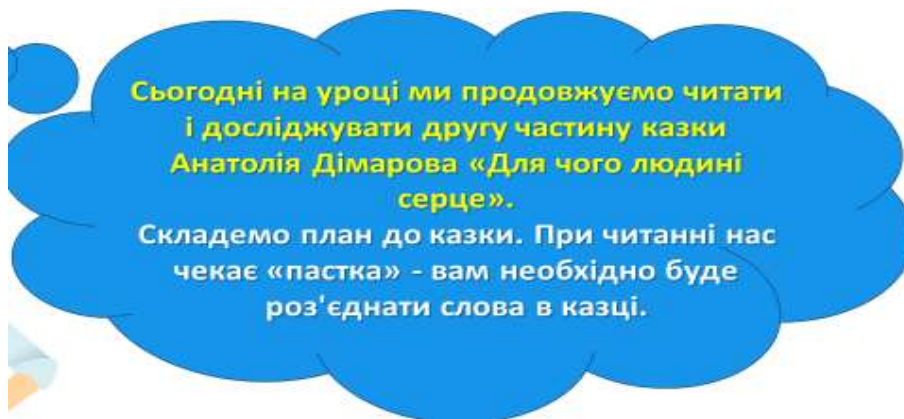 Сьогодні на уроці ми продовжуємо читати
і досліджувати другу частину казки
Анатолія Дімарова «Для чого людині
серце».
Складемо план до казки. При читанні нас
чекає «пастка» - вам необхідно буде
роз'єднати слова в казці.